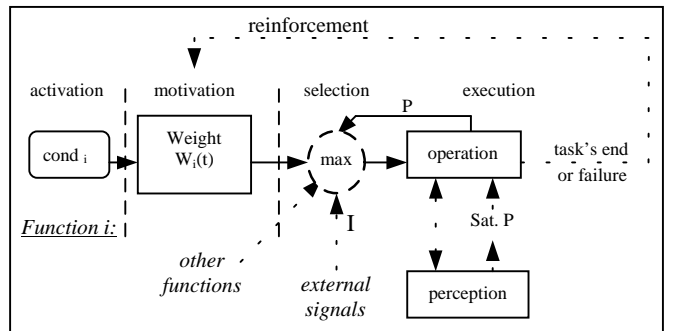 reinforcement
activation
motivation
selection
execution
P
Weight
W i(t)
cond i
max
operation
task's end
or failure
Function i:
I
Sat. P
other
functions
external
signals
perception